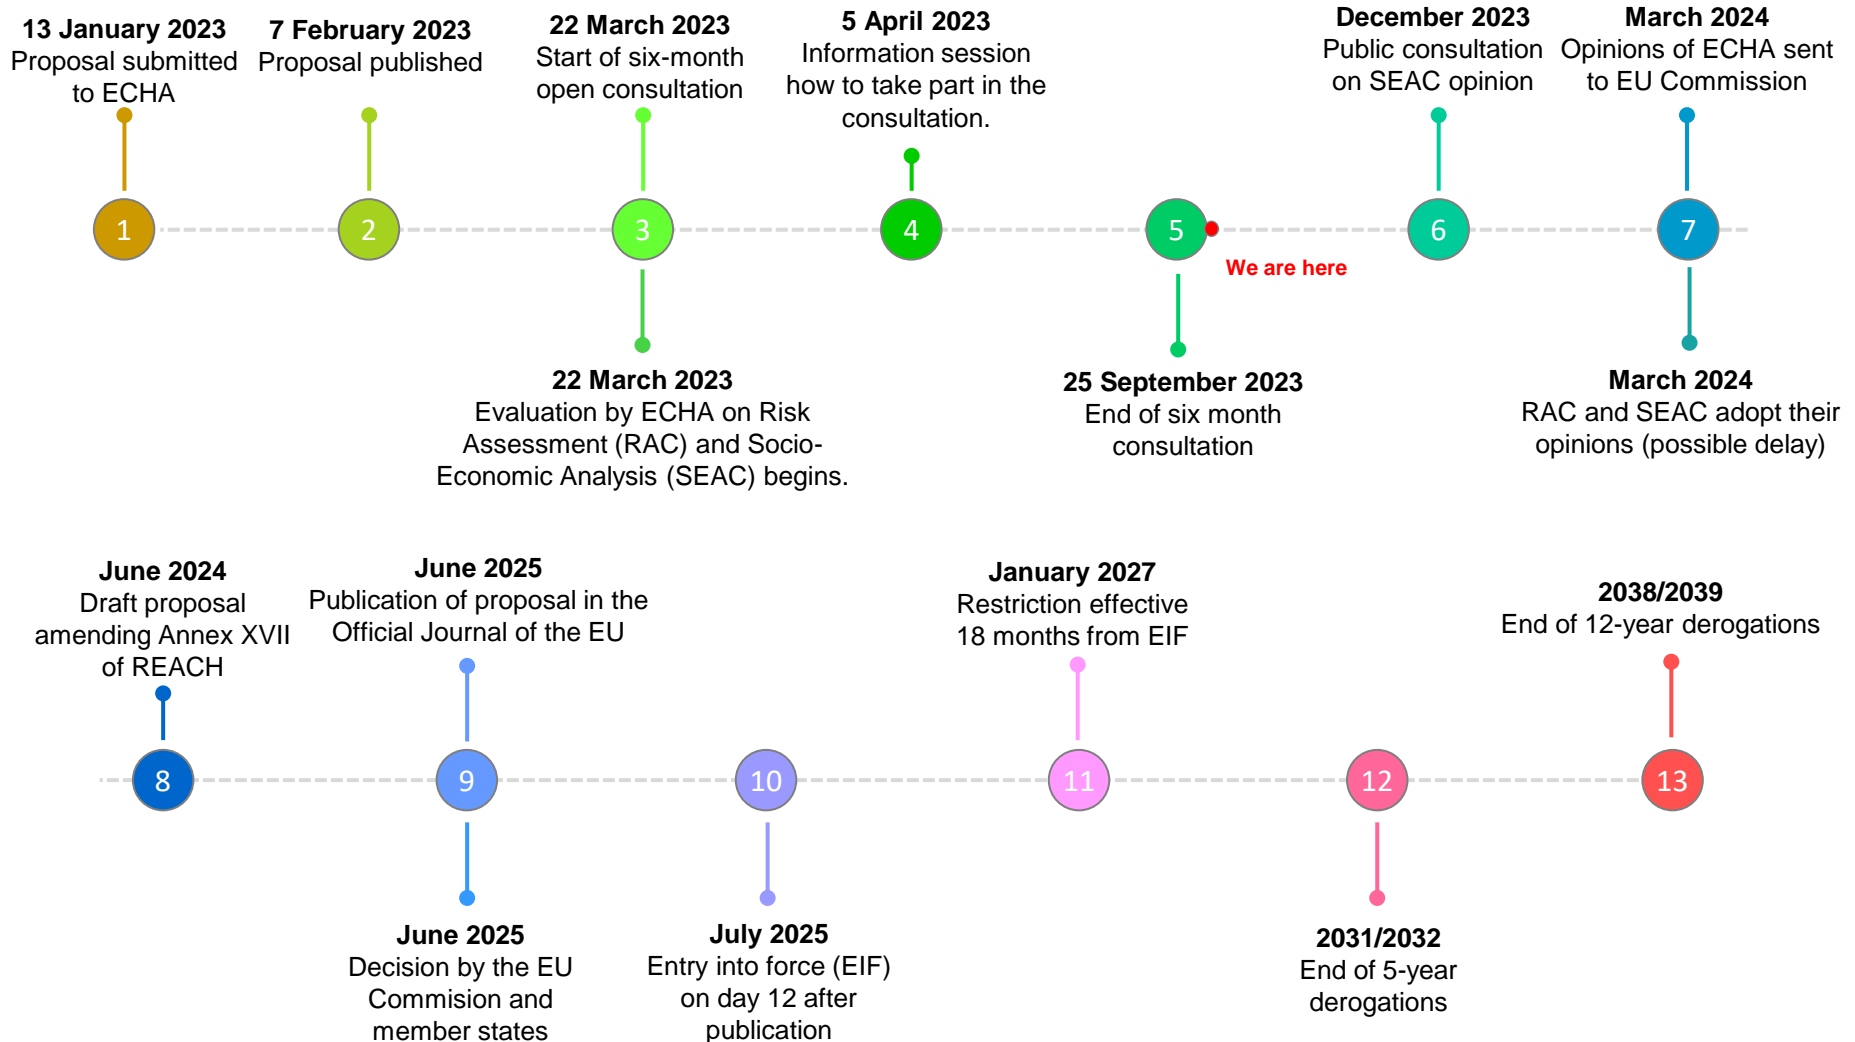 13 January 2023
Proposal submitted
to ECHA
7 February 2023
Proposal published
22 March 2023
Start of six-month
open consultation
5 April 2023
Information session
how to take part in the
consultation.
December 2023
Public consultation
on SEAC opinion
March 2024
Opinions of ECHA sent
to EU Commission
1
2
3
4
5
6
7
We are here
22 March 2023
Evaluation by ECHA on Risk
Assessment (RAC) and Socio-
Economic Analysis (SEAC) begins.
25 September 2023
End of six month
consultation
March 2024
RAC and SEAC adopt their
opinions (possible delay)
June 2024
Draft proposal
amending Annex XVII
of REACH
June 2025
Publication of proposal in the
Official Journal of the EU
January 2027
Restriction effective
18 months from EIF
2038/2039
End of 12-year derogations
8
9
10
11
12
13
June 2025
Decision by the EU
Commision and
member states
July 2025
Entry into force (EIF)
on day 12 after
publication
2031/2032
End of 5-year
derogations